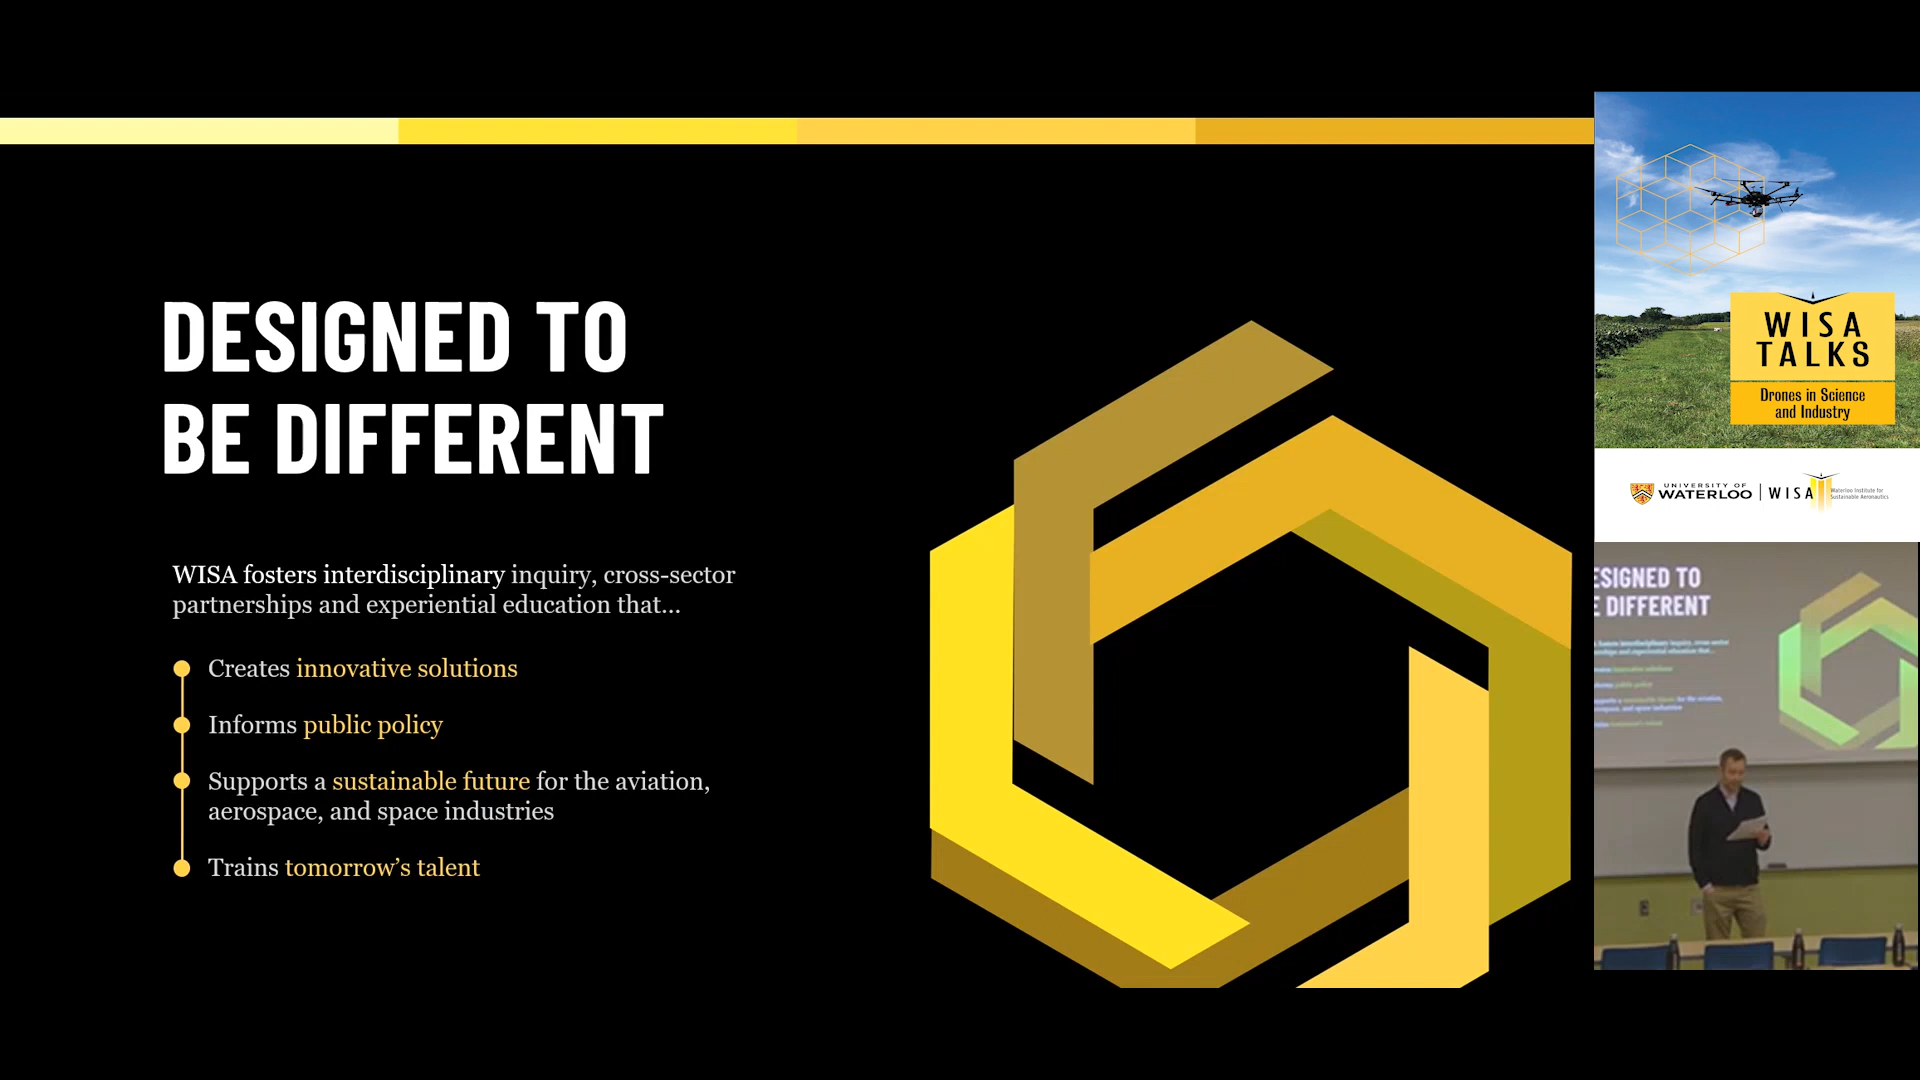 DESIGNED TO
BE DIFFERENT
WISA fosters interdisciplinary inquiry, cross-sector
partnerships and experiential education that...
Creates innovative solutions
Informs public policy
Supports a sustainable future for the aviation,
aerospace, and space industries
Trains tomorrow’s talent
WISA
TALKS
Drones in Science
and Industry
UNIVERSITY OF
WATERLOO
WISA
Waterloo Institute for
Sustainable Aeronautics
ESIGNED TO
E DIFFERENT